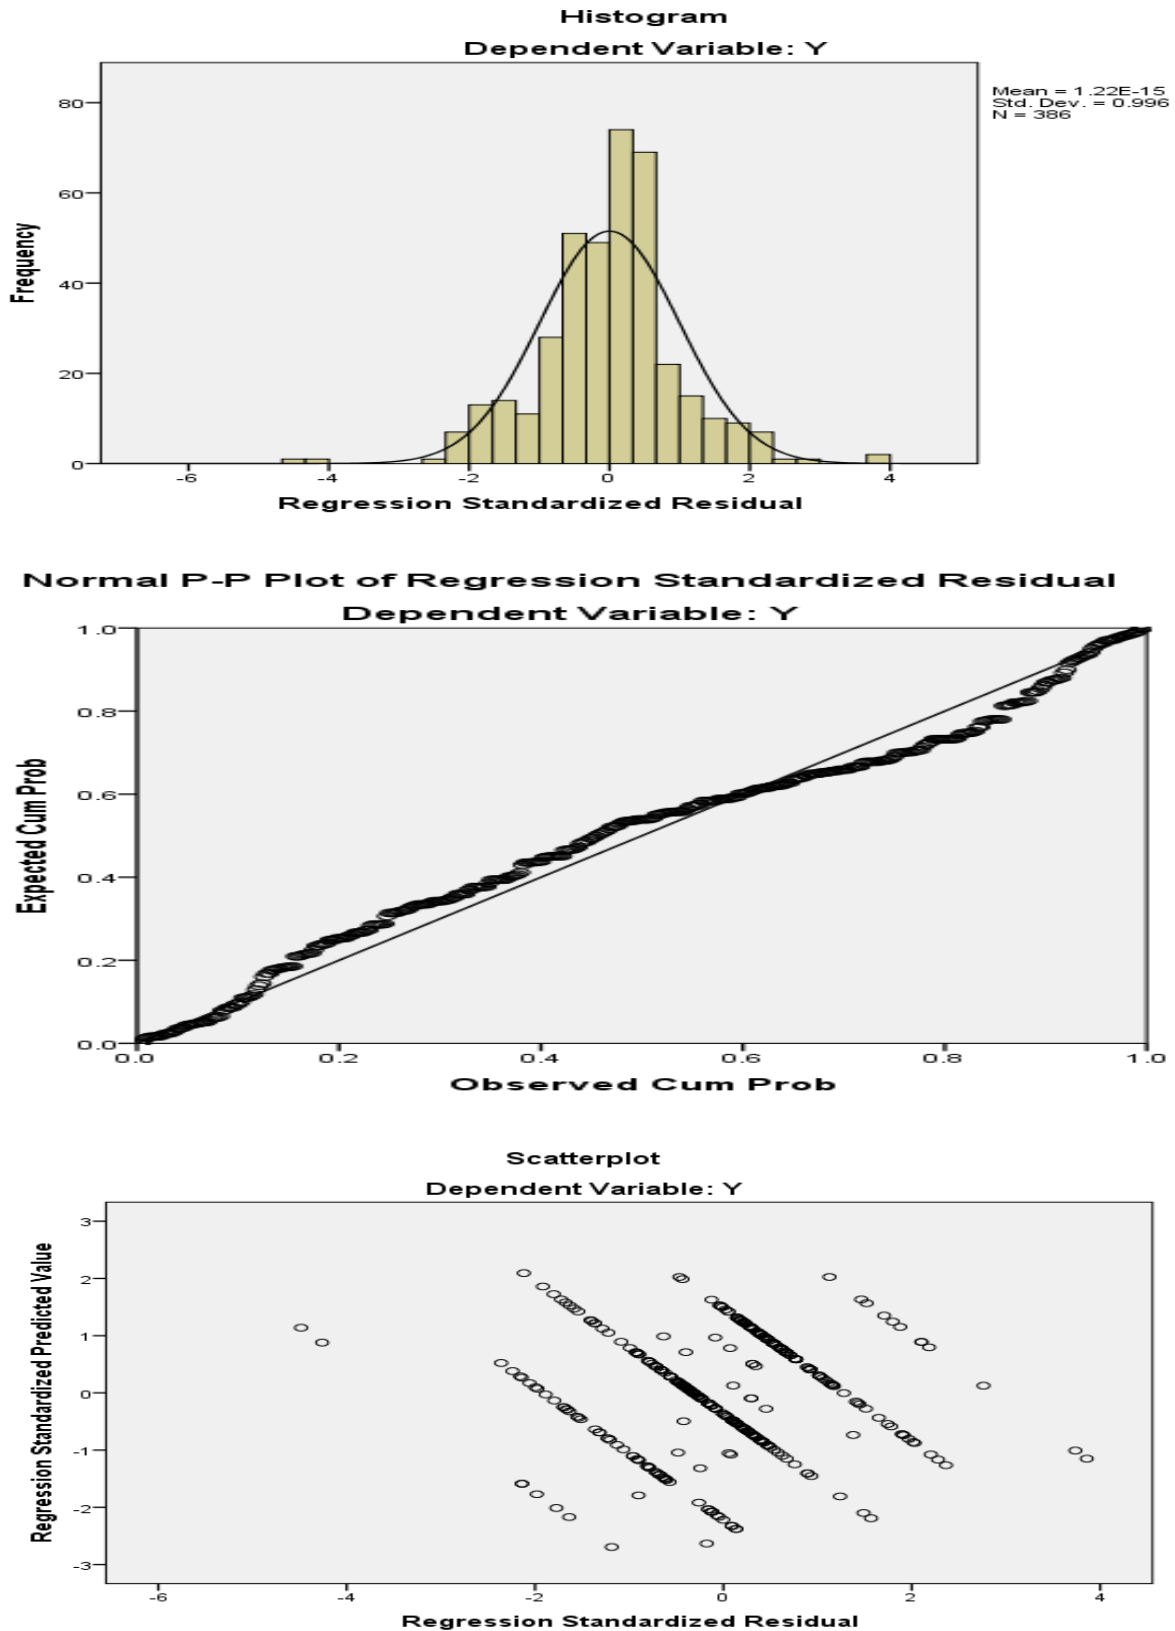 Histogram
Dependent Variable: Y
Mean = 1.22E-15
Std. Dev. = 0.996
N = 386
80
60
40
20
0
Frequency
-6 -4 -2 0 2 4
Regression Standardized Residual
Normal P-P Plot of Regression Standardized Residual
Dependent Variable: Y
1.0
0.8
0.6
0.4
0.2
0.0
Expected Cum Prob
0.0 0.2 0.4 0.6 0.8 1.0
Observed Cum Prob
Scatterplot
Dependent Variable: Y
3
2
1
0
-1
-2
-3
Regression Standardized Predicted Value
-6 -4 -2 0 2 4
Regression Standardized Residual